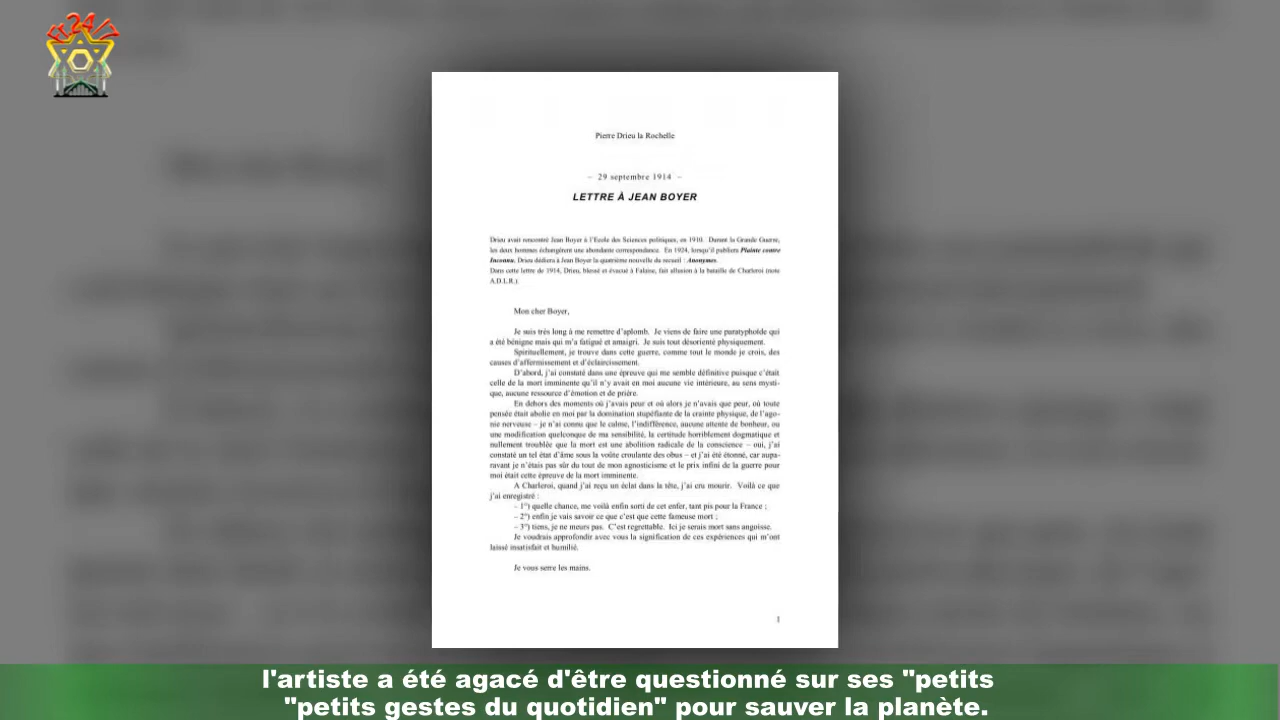 Fr 24/7
Pierre Drieu la Rochelle
– 29 septembre 1914 –
LETTRE À JEAN BOYER
Drieu avait rencontré Jean Boyer à l'Ecole des Sciences politiques, en 1910. Durant la Grande Guerre,
les deux hommes échangèrent une abondante correspondance. En 1924, lorsqu'il publiera Plainte contre
Inconnu, Drieu dédiera à Jean Boyer la quatrième nouvelle du recueil : Anonymes.
Dans cette lettre de 1914, Drieu, blessé et évacué à Falaise, fait allusion à la bataille de Charleroi (note
A.D.L.R.).
Mon cher Boyer,
Je suis très long à me remettre d'aplomb. Je viens de faire une paratyphoïde qui
a été bénigne mais qui m'a fatigué et amaigri. Je suis tout désorienté physiquement.
Spirituellement, je trouve dans cette guerre, comme tout le monde je crois, des
causes d'affermissement et d'éclaircissement.
D'abord, j'ai constaté dans une épreuve qui me semble définitive puisque c'était
celle de la mort imminente qu'il n'y avait en moi aucune vie intérieure, au sens mysti-
que, aucune ressource d'émotion et de prière.
En dehors des moments où j'avais peur et où alors je n'avais que peur, où toute
pensée était abolie en moi par la domination stupéfiante de la crainte physique, de l'ago-
nie nerveuse – je n'ai connu que le calme, l'indifférence, aucune attente de bonheur, ou
une modification quelconque de ma sensibilité, la certitude horriblement dogmatique et
nullement troublée que la mort est une abolition radicale de la conscience – oui, j'ai
constaté un tel état d'âme sous la voûte croulante des obus – et j'ai été étonné, car aupa-
ravant je n'étais pas sûr du tout de mon agnosticisme et le prix infini de la guerre pour
moi était cette épreuve de la mort imminente.
A Charleroi, quand j'ai reçu un éclat dans la tête, j'ai cru mourir. Voilà ce que
j'ai enregistré :
– 1°) quelle chance, me voilà enfin sorti de cet enfer, tant pis pour la France ;
– 2°) enfin je vais savoir ce que c'est que cette fameuse mort ;
– 3°) tiens, je ne meurs pas. C'est regrettable. Ici je serais mort sans angoisse.
Je voudrais approfondir avec vous la signification de ces expériences qui m'ont
laissé insatisfait et humilié.
Je vous serre les mains.
1
l'artiste a été agacé d'être questionné sur ses "petits
"petits gestes du quotidien" pour sauver la planète.